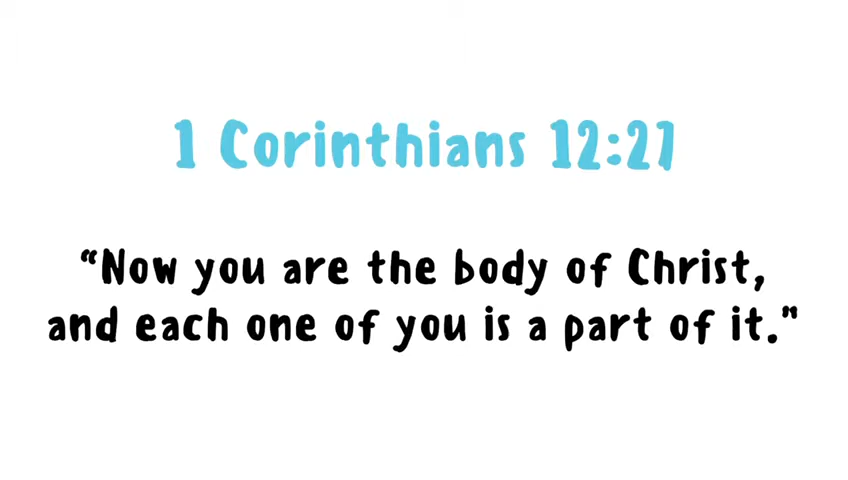 1 Corinthians 12:27
“Now you are the body of Christ,
and each one of you is a part of it.”